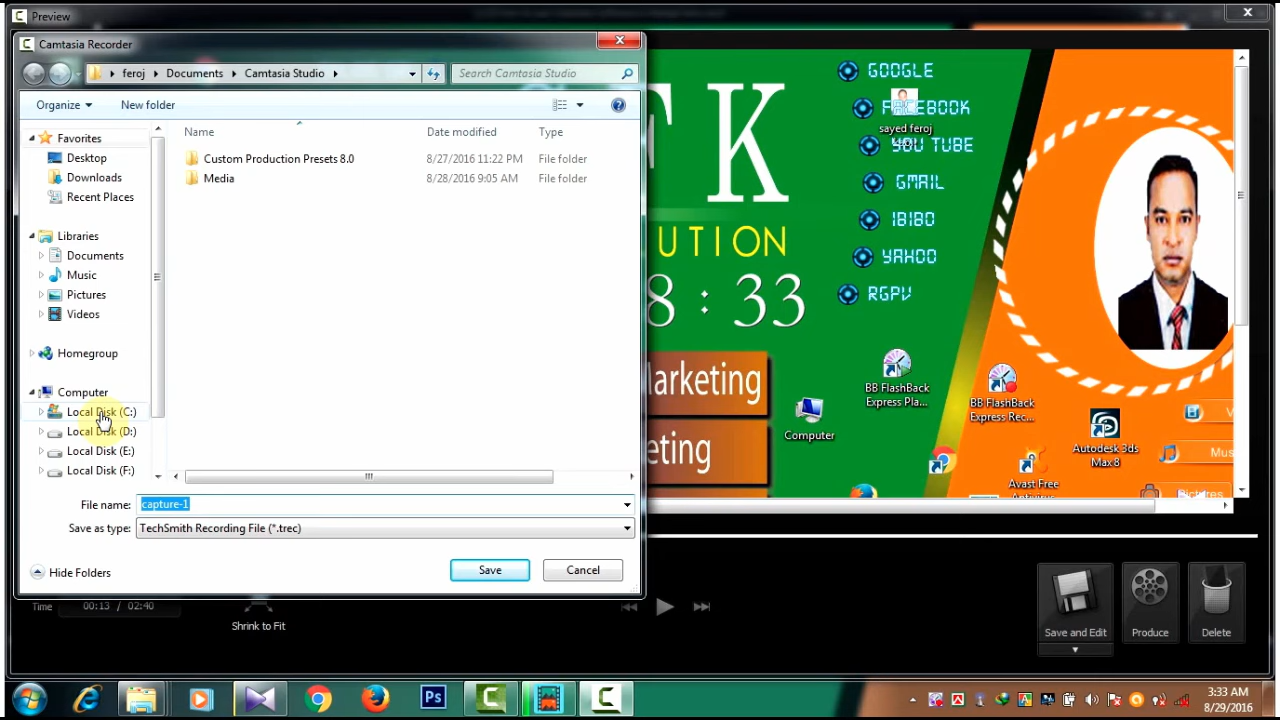 Preview
Camtasia Recorder
feroj
Documents
Camtasia Studio
Search Camtasia Studio
Organize
New folder
Name
Date modified
Type
Favorites
Desktop
Downloads
Recent Places
Libraries
Documents
Music
Pictures
Videos
Homegroup
Computer
Local Disk (C:)
Local Disk (D:)
Local Disk (E:)
Local Disk (F:)
Custom Production Presets 8.0 8/27/2016 11:22 PM File folder
Media 8/28/2016 9:05 AM File folder
File name: capture-1
Save as type: TechSmith Recording File (*.trec)
Hide Folders
Save
Cancel
K
UTION
8:33
arketing
eting
GOOGLE
FACEBOOK
sayed feroj
YOU TUBE
GMAIL
IBIBO
YAHOO
RGPV
BB FlashBack
Express Pla...
BB FlashBack
Express Rec...
Computer
Autodesk 3ds
Max 8
Avast Free
Antivirus
Mus
Pictures
Time 00:13 / 02:40
Shrink to Fit
Save and Edit
Produce
Delete
Ps
3:33 AM
8/29/2016